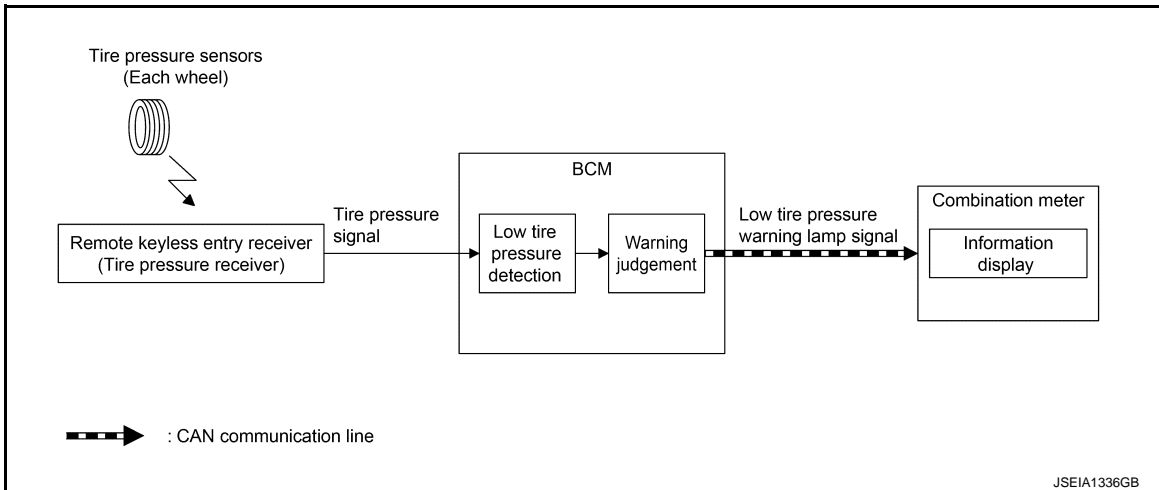 Tire pressure sensors
(Each wheel)
Remote keyless entry receiver
(Tire pressure receiver)
Tire pressure
signal
BCM
Low tire
pressure
detection
Warning
judgement
Low tire pressure
warning lamp signal
Combination meter
Information
display
: CAN communication line
JSEIA1336GB